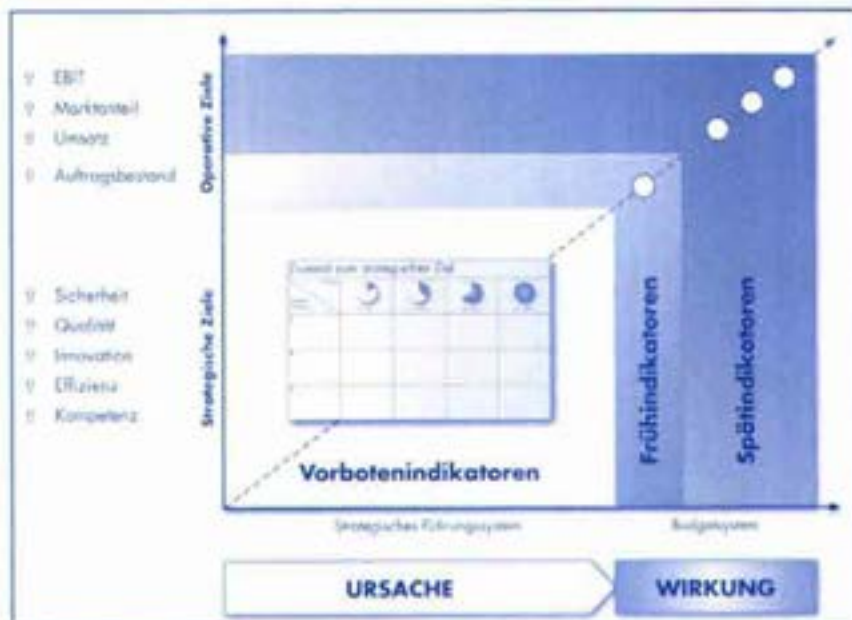 EBIT
Marktanteil
Umsatz
Auftragsbestand
Operative Ziele
Sicherheit
Qualität
Innovation
Effizienz
Kompetenz
Strategische Ziele
Vorbotenindikatoren
Frühindikatoren
Spätindikatoren
Strategisches Führungssystem
Budgetsystem
URSACHE
WIRKUNG